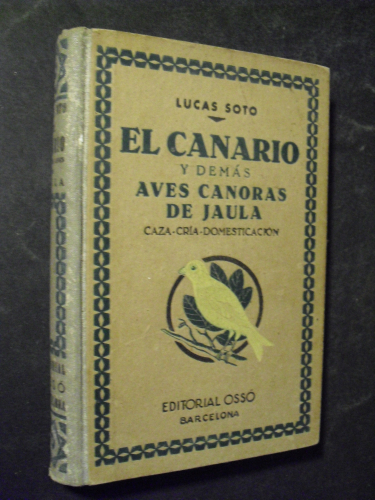 LUCAS SOTO
EL CANARIO
Y DEMÁS
AVES CANORAS
DE JAULA
CAZA-CRÍA-DOMESTICACIÓN
EDITORIAL OSSÓ
BARCELONA